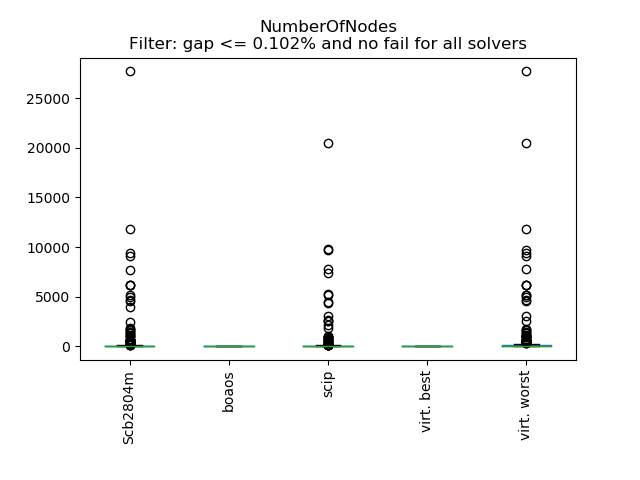 NumberOfNodes
Filter: gap <= 0.102% and no fail for all solvers
25000
20000
15000
10000
5000
0
Scb2804m
boaos
scip
virt. best
virt. worst